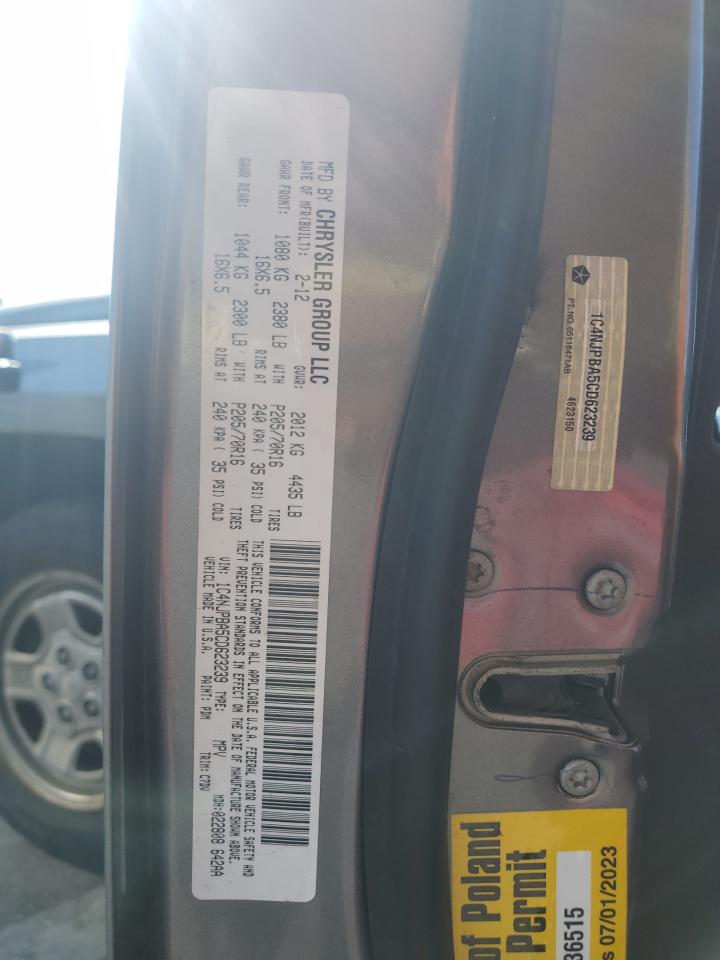 MFD BY CHRYSLER GROUP LLC
DATE OF MFR(BUILT): 2-12 GVWR: 2012 KG 4435 LB
GAWR FRONT: 1080 KG 2380 LB WITH P205/70R16 TIRES
16X6.5 RIMS AT 240 KPA ( 35 PSI) COLD
GAWR REAR: 1044 KG 2300 LB WITH P205/70R16 TIRES
16X6.5 RIMS AT 240 KPA ( 35 PSI) COLD
THIS VEHICLE CONFORMS TO ALL APPLICABLE U.S.A. FEDERAL MOTOR VEHICLE SAFETY AND
THEFT PREVENTION STANDARDS IN EFFECT ON THE DATE OF MANUFACTURE SHOWN ABOVE.
VIN: 1C4NJPBA5CD623239 TYPE: MPV MDH:022808 642AA
VEHICLE MADE IN U.S.A. PAINT: PDM TRIM: C7DV
1C4NJPBA5CD623239
PT. NO. 05116471AB 4623150
of Poland
Permit
36515
s 07/01/2023